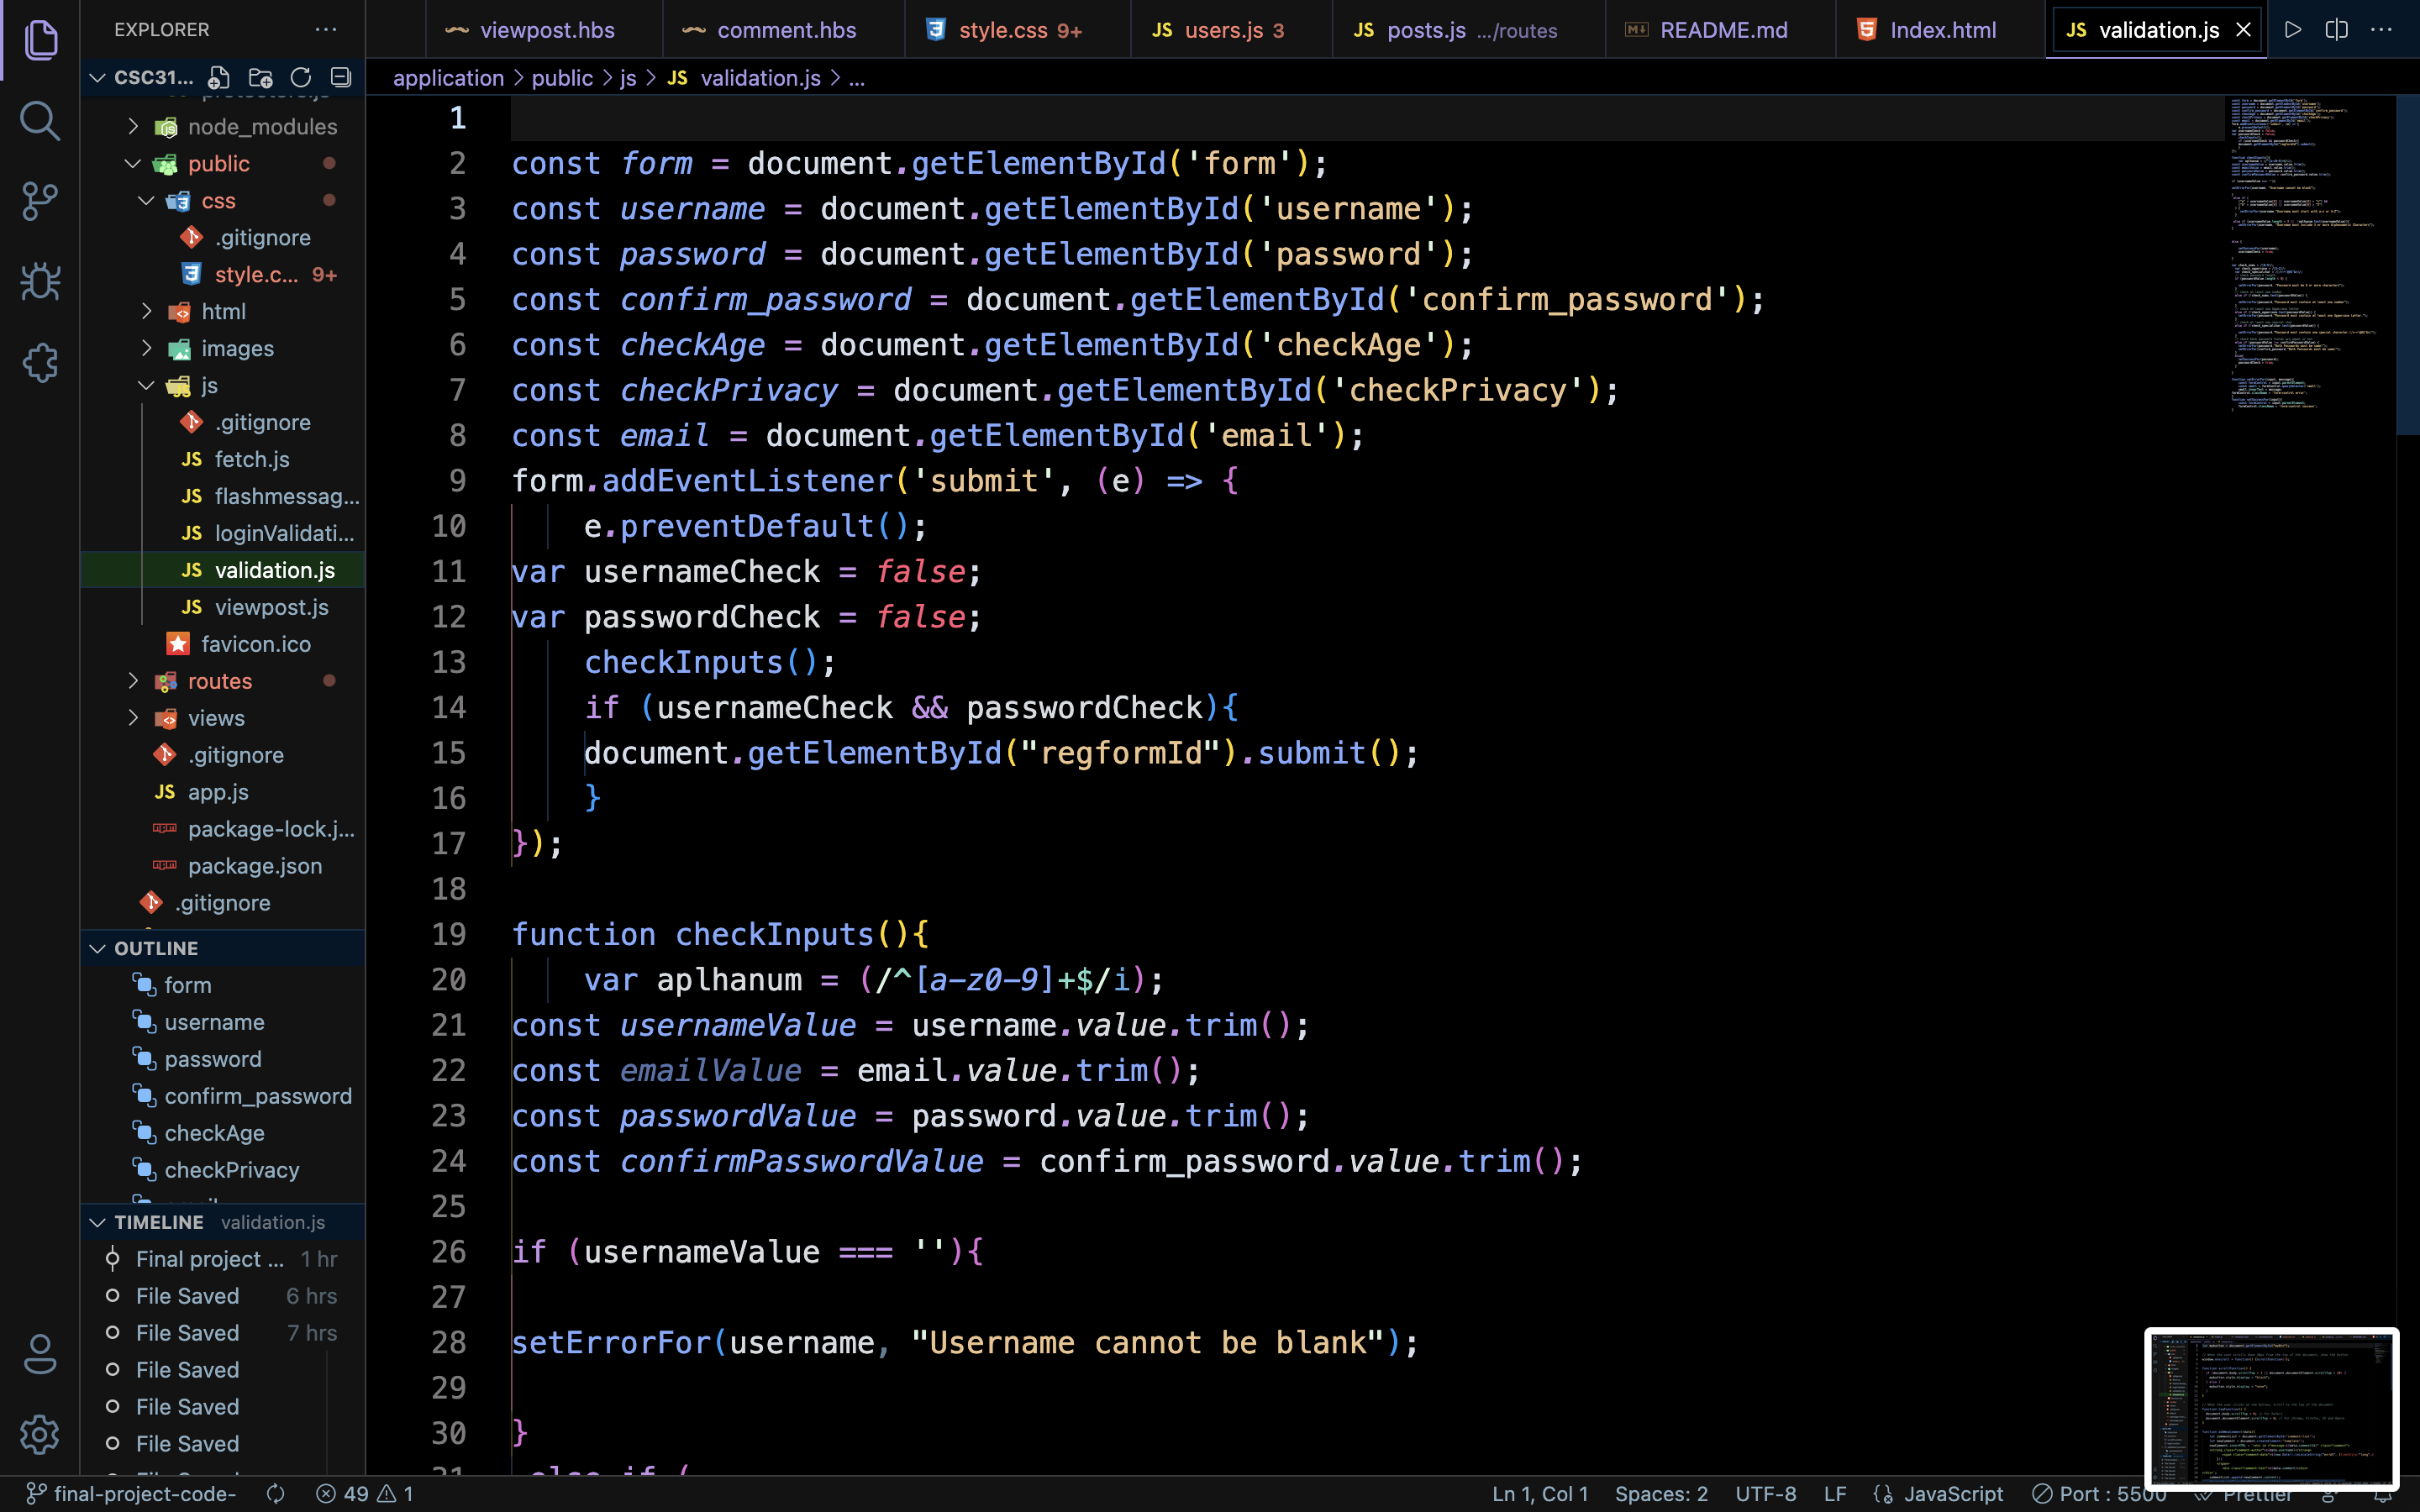 EXPLORER
viewpost.hbs
comment.hbs
style.css 9+
JS users.js 3
JS posts.js .../routes
README.md
Index.html
JS validation.js
CSC31...
application > public > js > JS validation.js > ...
node_modules
public
css
.gitignore
style.c... 9+
html
images
js
.gitignore
JS fetch.js
JS flashmessag...
JS loginValidati...
JS validation.js
JS viewpost.js
favicon.ico
routes
views
.gitignore
JS app.js
package-lock.j...
package.json
.gitignore
OUTLINE
form
username
password
confirm_password
checkAge
checkPrivacy
TIMELINE validation.js
Final project ... 1 hr
File Saved 6 hrs
File Saved 7 hrs
File Saved
File Saved
File Saved
1
2 const form = document.getElementById('form');
3 const username = document.getElementById('username');
4 const password = document.getElementById('password');
5 const confirm_password = document.getElementById('confirm_password');
6 const checkAge = document.getElementById('checkAge');
7 const checkPrivacy = document.getElementById('checkPrivacy');
8 const email = document.getElementById('email');
9 form.addEventListener('submit', (e) => {
10 e.preventDefault();
11 var usernameCheck = false;
12 var passwordCheck = false;
13 checkInputs();
14 if (usernameCheck && passwordCheck){
15 document.getElementById("regformId").submit();
16 }
17 });
18
19 function checkInputs(){
20 var aplhanum = (/^[a-z0-9]+$/i);
21 const usernameValue = username.value.trim();
22 const emailValue = email.value.trim();
23 const passwordValue = password.value.trim();
24 const confirmPasswordValue = confirm_password.value.trim();
25
26 if (usernameValue === ''){
27
28 setErrorFor(username, "Username cannot be blank");
29
30 }
31 else if (
final-project-code- 49 1
Ln 1, Col 1 Spaces: 2 UTF-8 LF JavaScript Port : 5500 Prettier